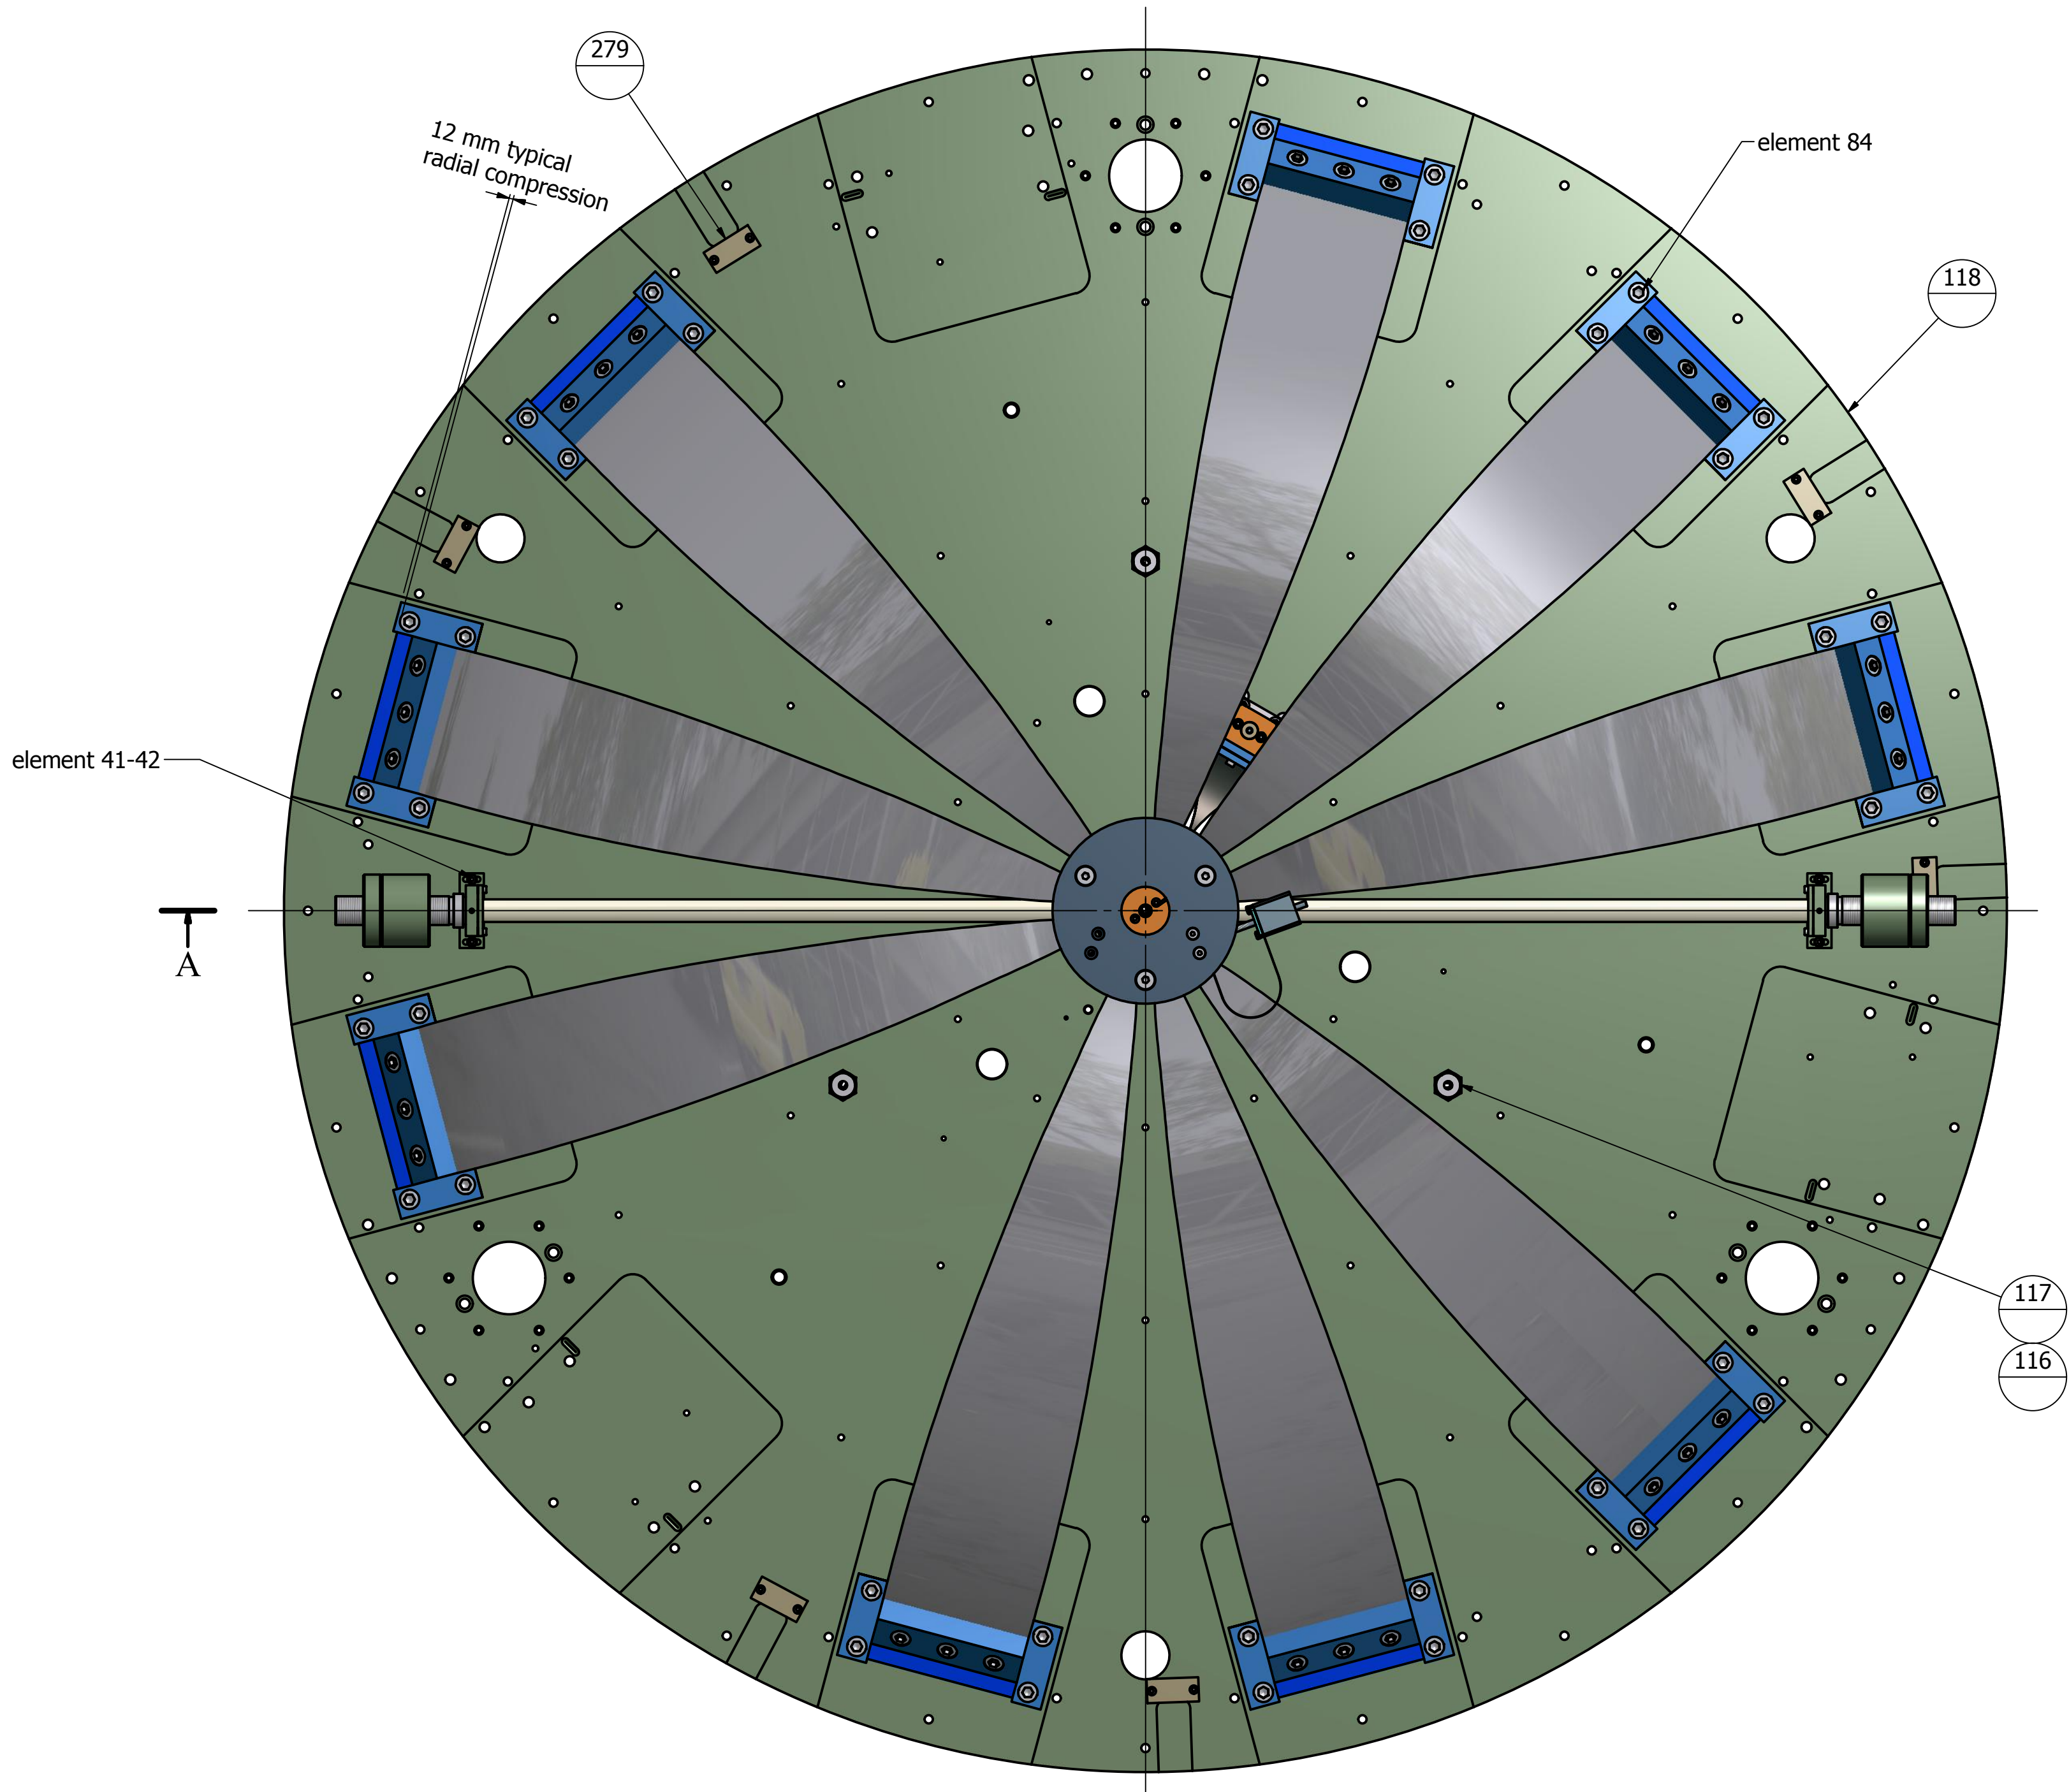 279
12 mm typical
radial compression
element 84
118
element 41-42
A
117
116